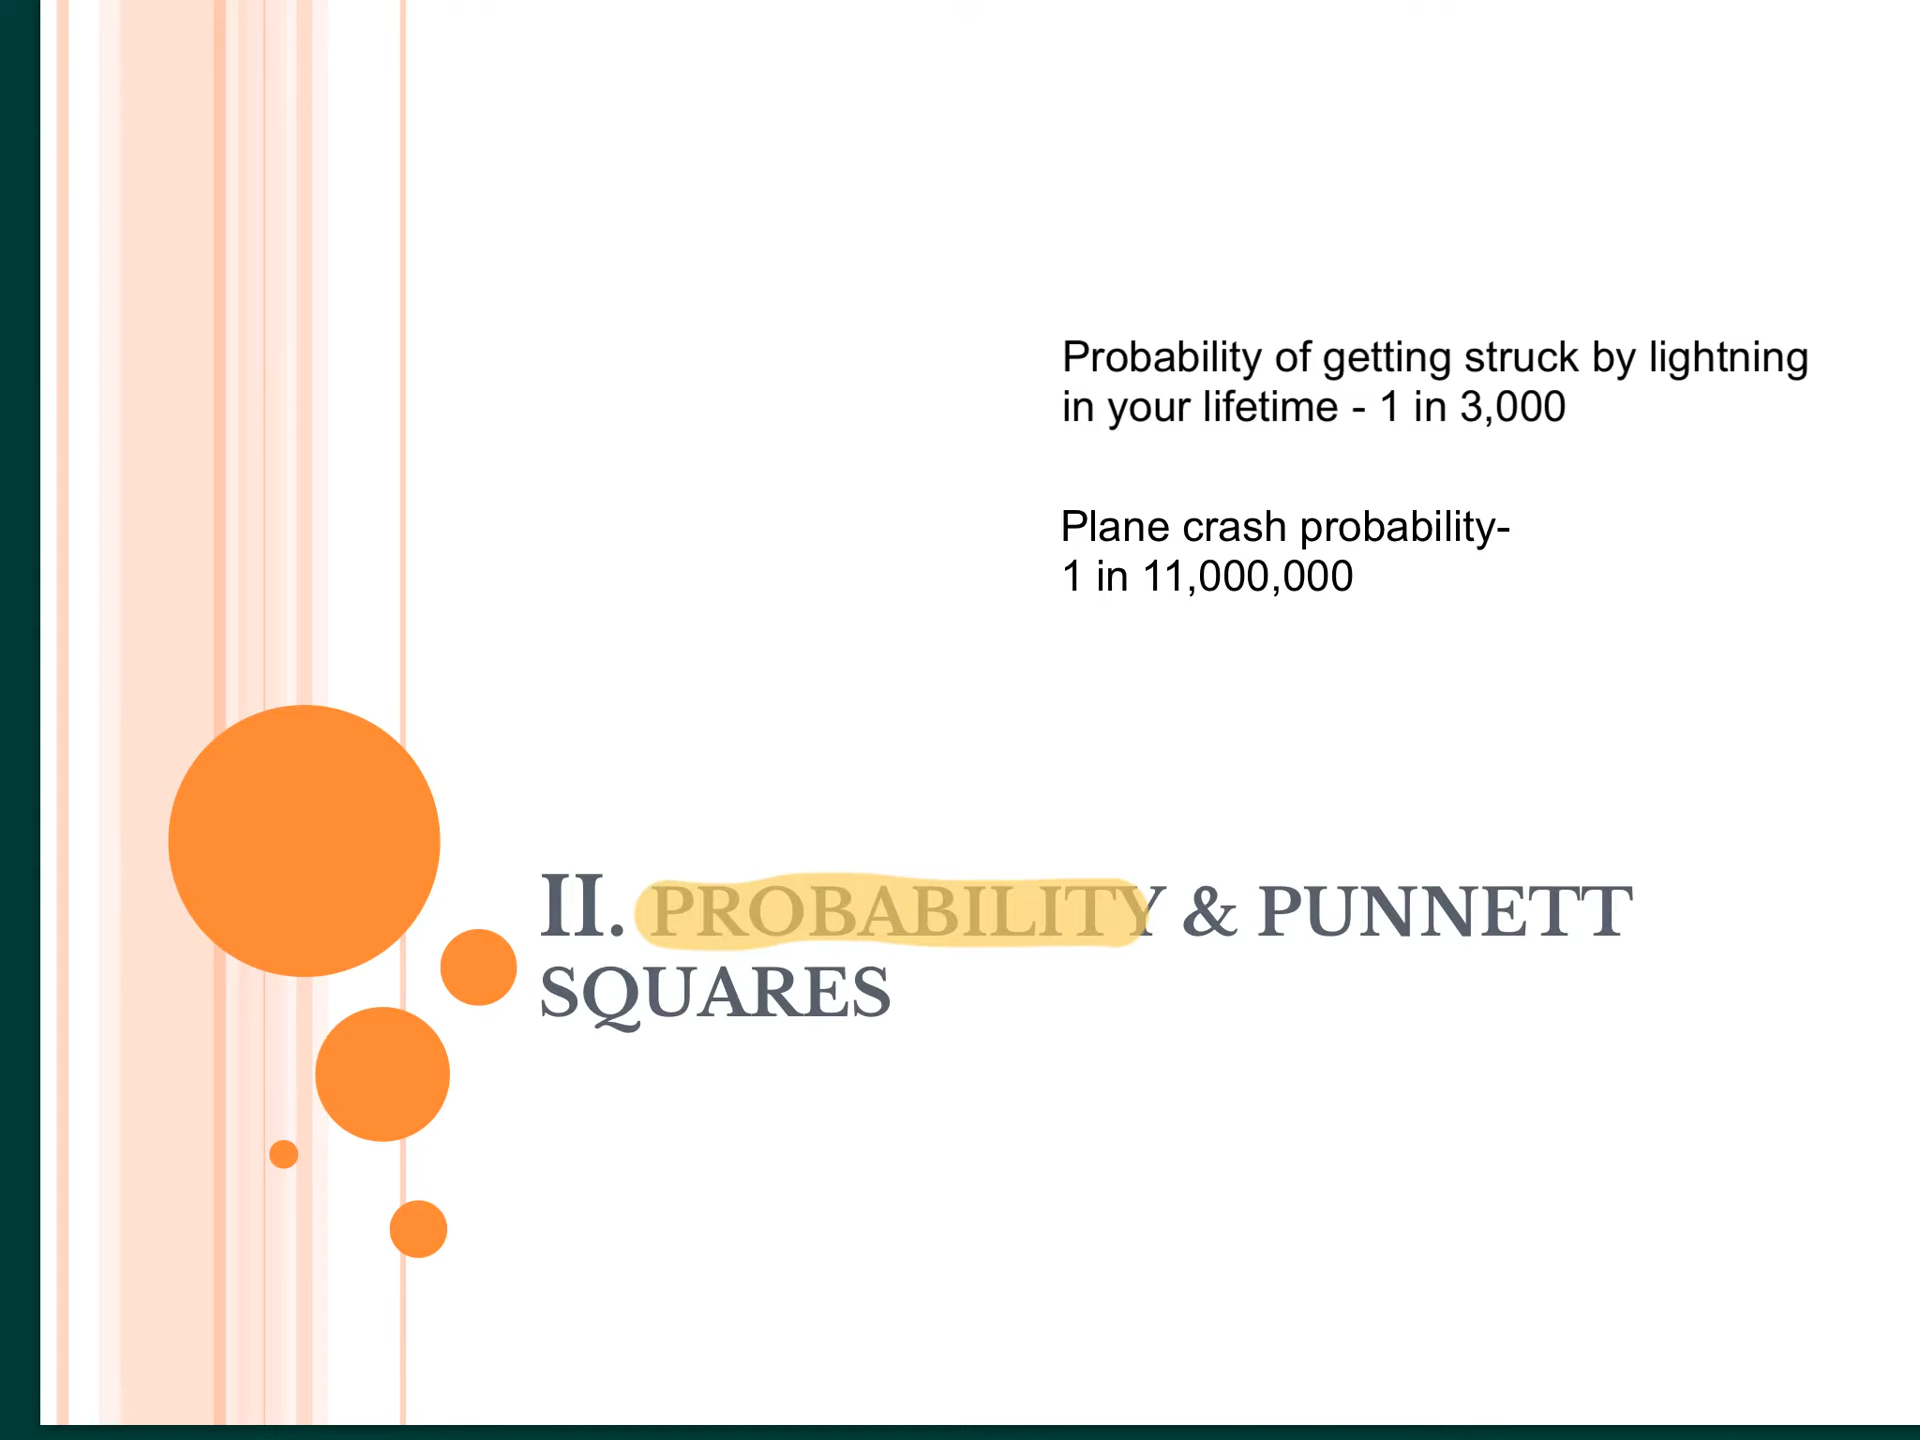 Probability of getting struck by lightning
in your lifetime - 1 in 3,000
Plane crash probability-
1 in 11,000,000
II. PROBABILITY & PUNNETT
SQUARES